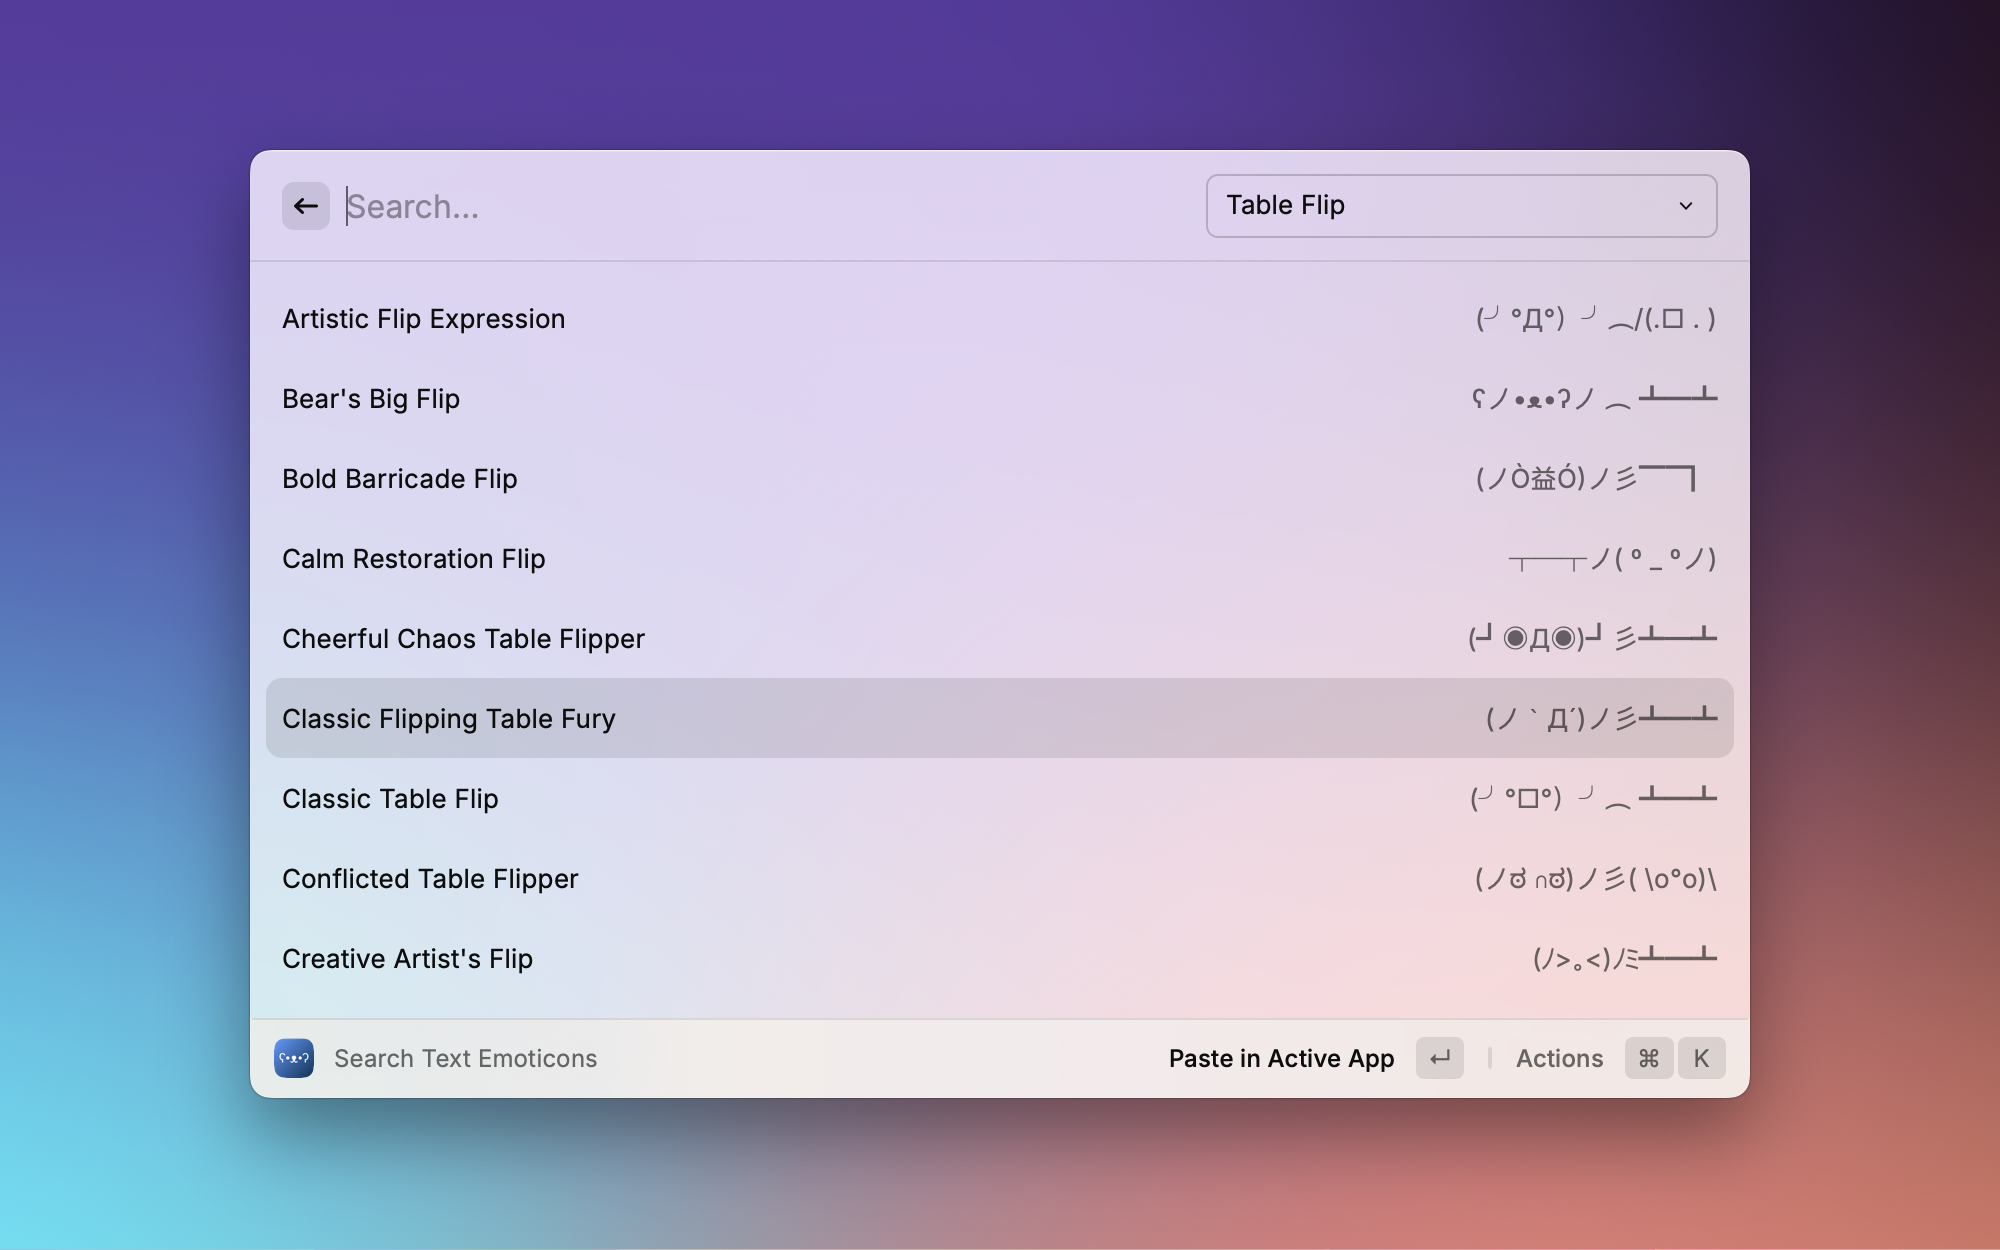 Search...
Table Flip
Artistic Flip Expression (╯°Д°）╯︵/(.□ . )
Bear's Big Flip ʕノ•ᴥ•ʔノ ︵ ┻━┻
Bold Barricade Flip (ノÒ益Ó)ノ彡▔▔▏
Calm Restoration Flip ┬──┬ノ( º _ ºノ)
Cheerful Chaos Table Flipper (┛◉Д◉)┛彡┻━┻
Classic Flipping Table Fury (ノ｀Д´)ノ彡┻━┻
Classic Table Flip (╯°□°）╯︵ ┻━┻
Conflicted Table Flipper (ノಠ ∩ಠ)ノ彡( \o°o)\
Creative Artist's Flip (ﾉ>｡<)ﾉﾐ┻━┻
ʕ•ᴥ•ʔ Search Text Emoticons Paste in Active App ↵ Actions ⌘ K